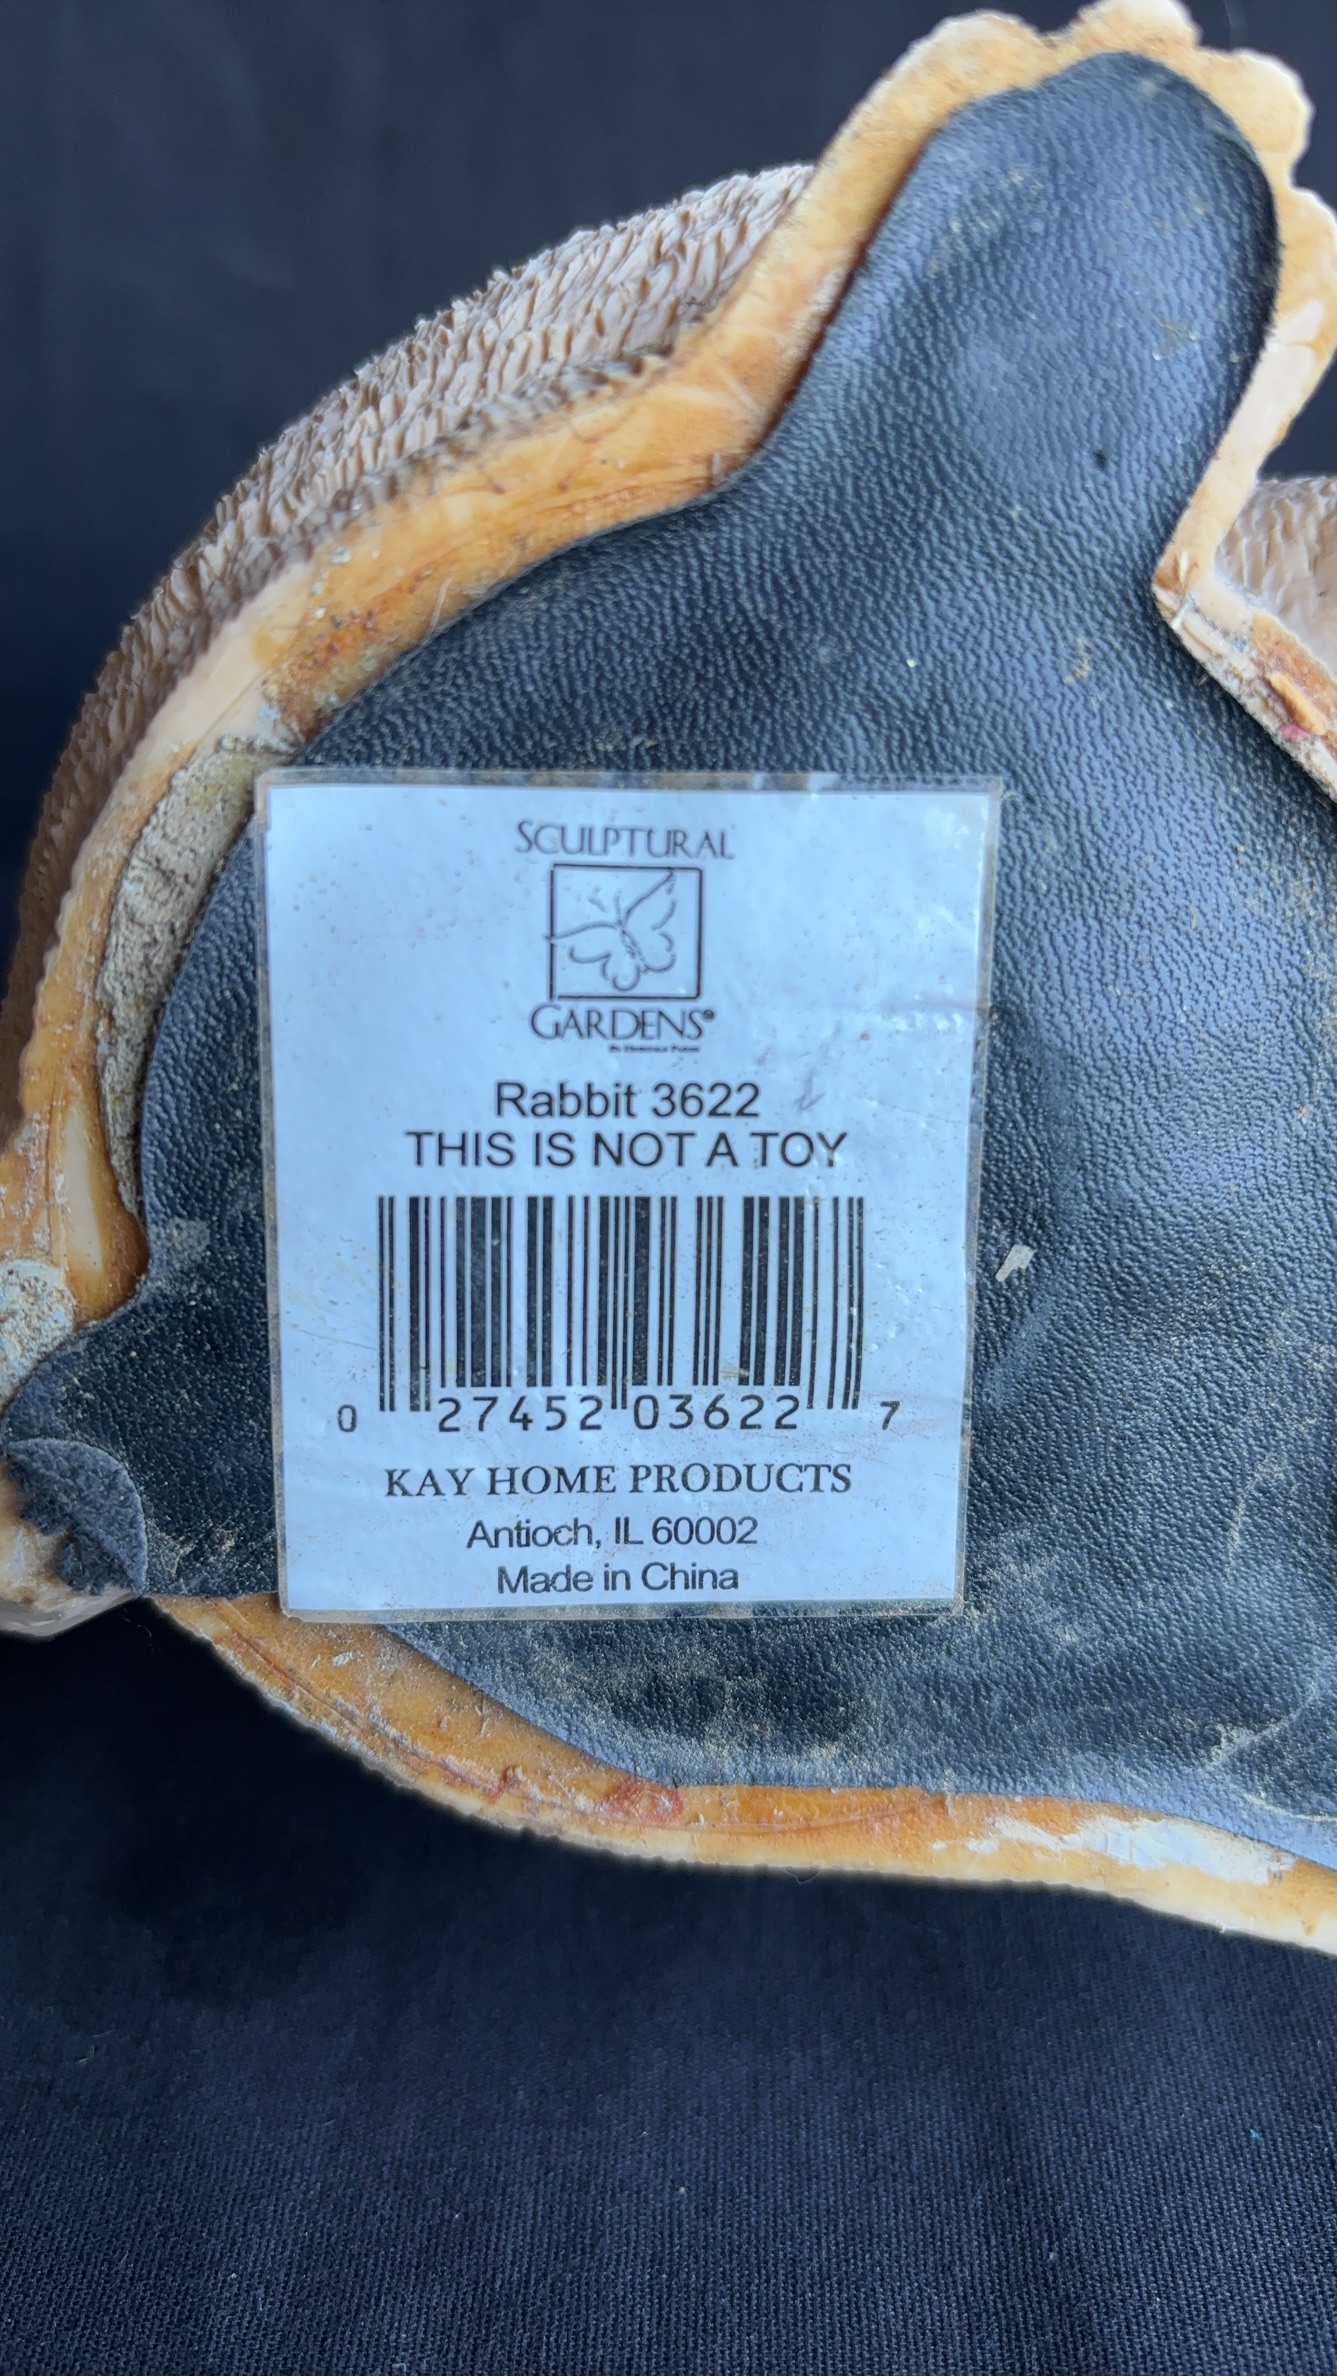 SCULPTURAL
GARDENS®
Rabbit 3622
THIS IS NOT A TOY
0 27452 03622 7
KAY HOME PRODUCTS
Antioch, IL 60002
Made in China